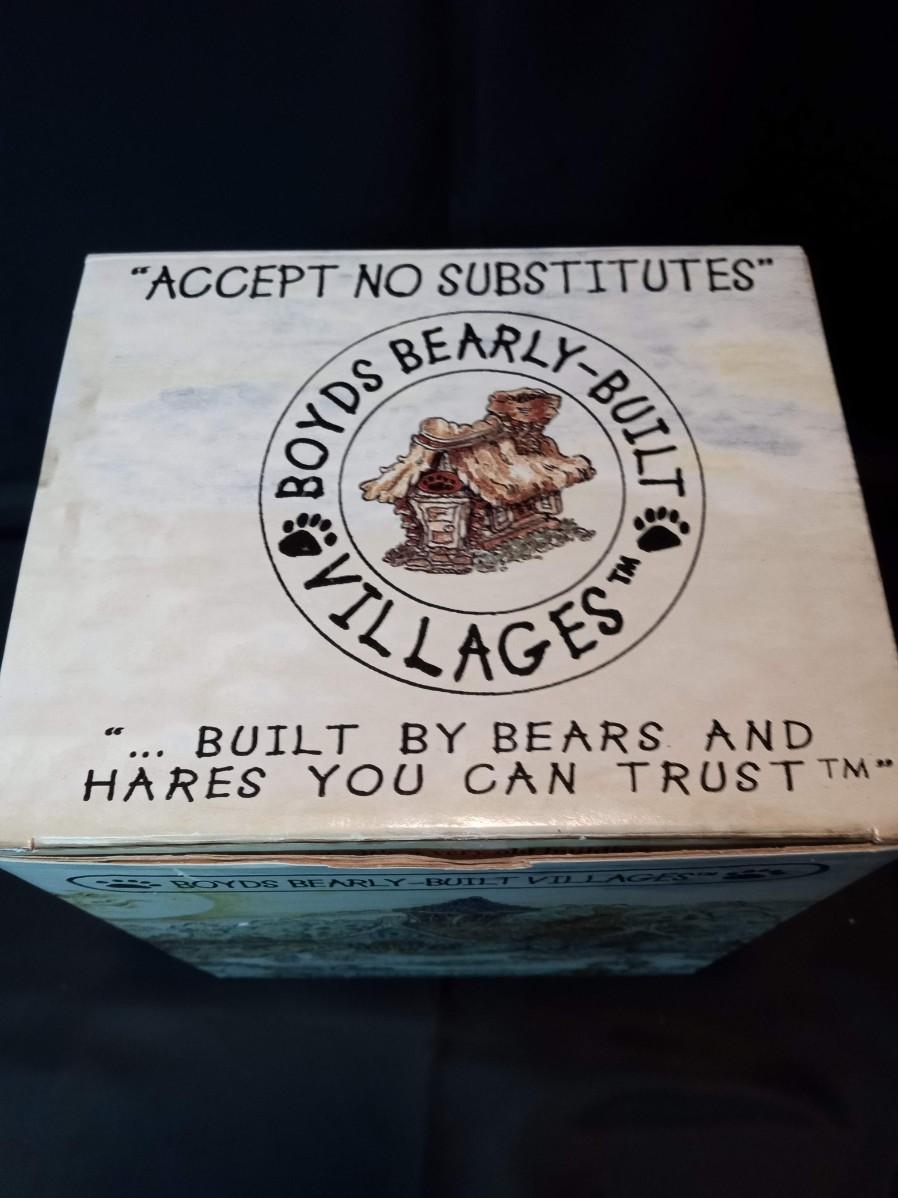 “ACCEPT NO SUBSTITUTES”
BOYDS BEARLY-BUILT
VILLAGES™
“... BUILT BY BEARS AND
HARES YOU CAN TRUST™”
BOYDS BEARLY-BUILT VILLAGES™